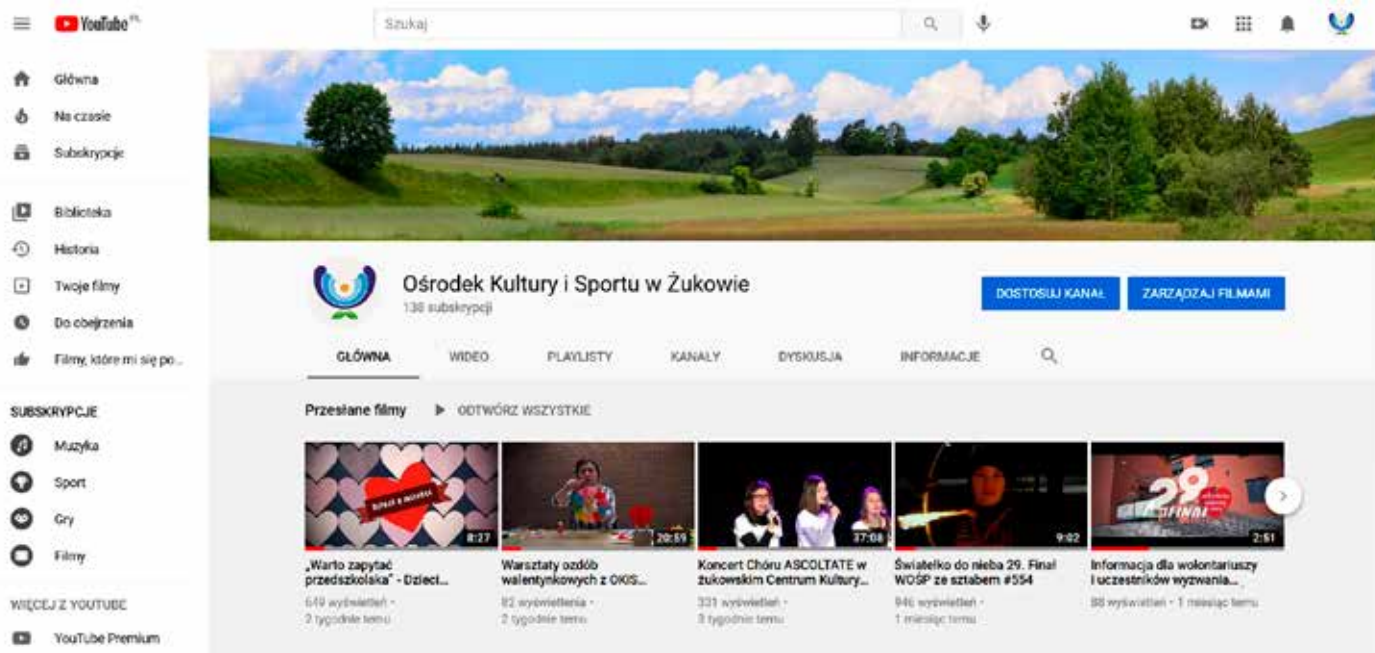 YouTube PL
Szukaj
Główna
Na czasie
Subskrypcje
Biblioteka
Historia
Twoje filmy
Do obejrzenia
Filmy, które mi się po...
SUBSKRYPCJE
Muzyka
Sport
Gry
Filmy
WIĘCEJ Z YOUTUBE
YouTube Premium
Ośrodek Kultury i Sportu w Żukowie
138 subskrypcji
DOSTOSUJ KANAŁ
ZARZĄDZAJ FILMAMI
GŁÓWNA WIDEO PLAYLISTY KANAŁY DYSKUSJA INFORMACJE
Przesłane filmy ODTWÓRZ WSZYSTKIE
8:27
20:59
37:08
9:02
29 FINAŁ
2:51
„Warto zapytać
przedszkolaka" - Dzieci...
649 wyświetleń •
2 tygodnie temu
Warsztaty ozdób
walentynkowych z OKIS...
82 wyświetlenia •
2 tygodnie temu
Koncert Chóru ASCOLTATE w
żukowskim Centrum Kultury...
331 wyświetleń •
3 tygodnie temu
Światełko do nieba 29. Finał
WOŚP ze sztabem #554
946 wyświetleń •
1 miesiąc temu
Informacja dla wolontariuszy
i uczestników wyzwania...
88 wyświetleń • 1 miesiąc temu